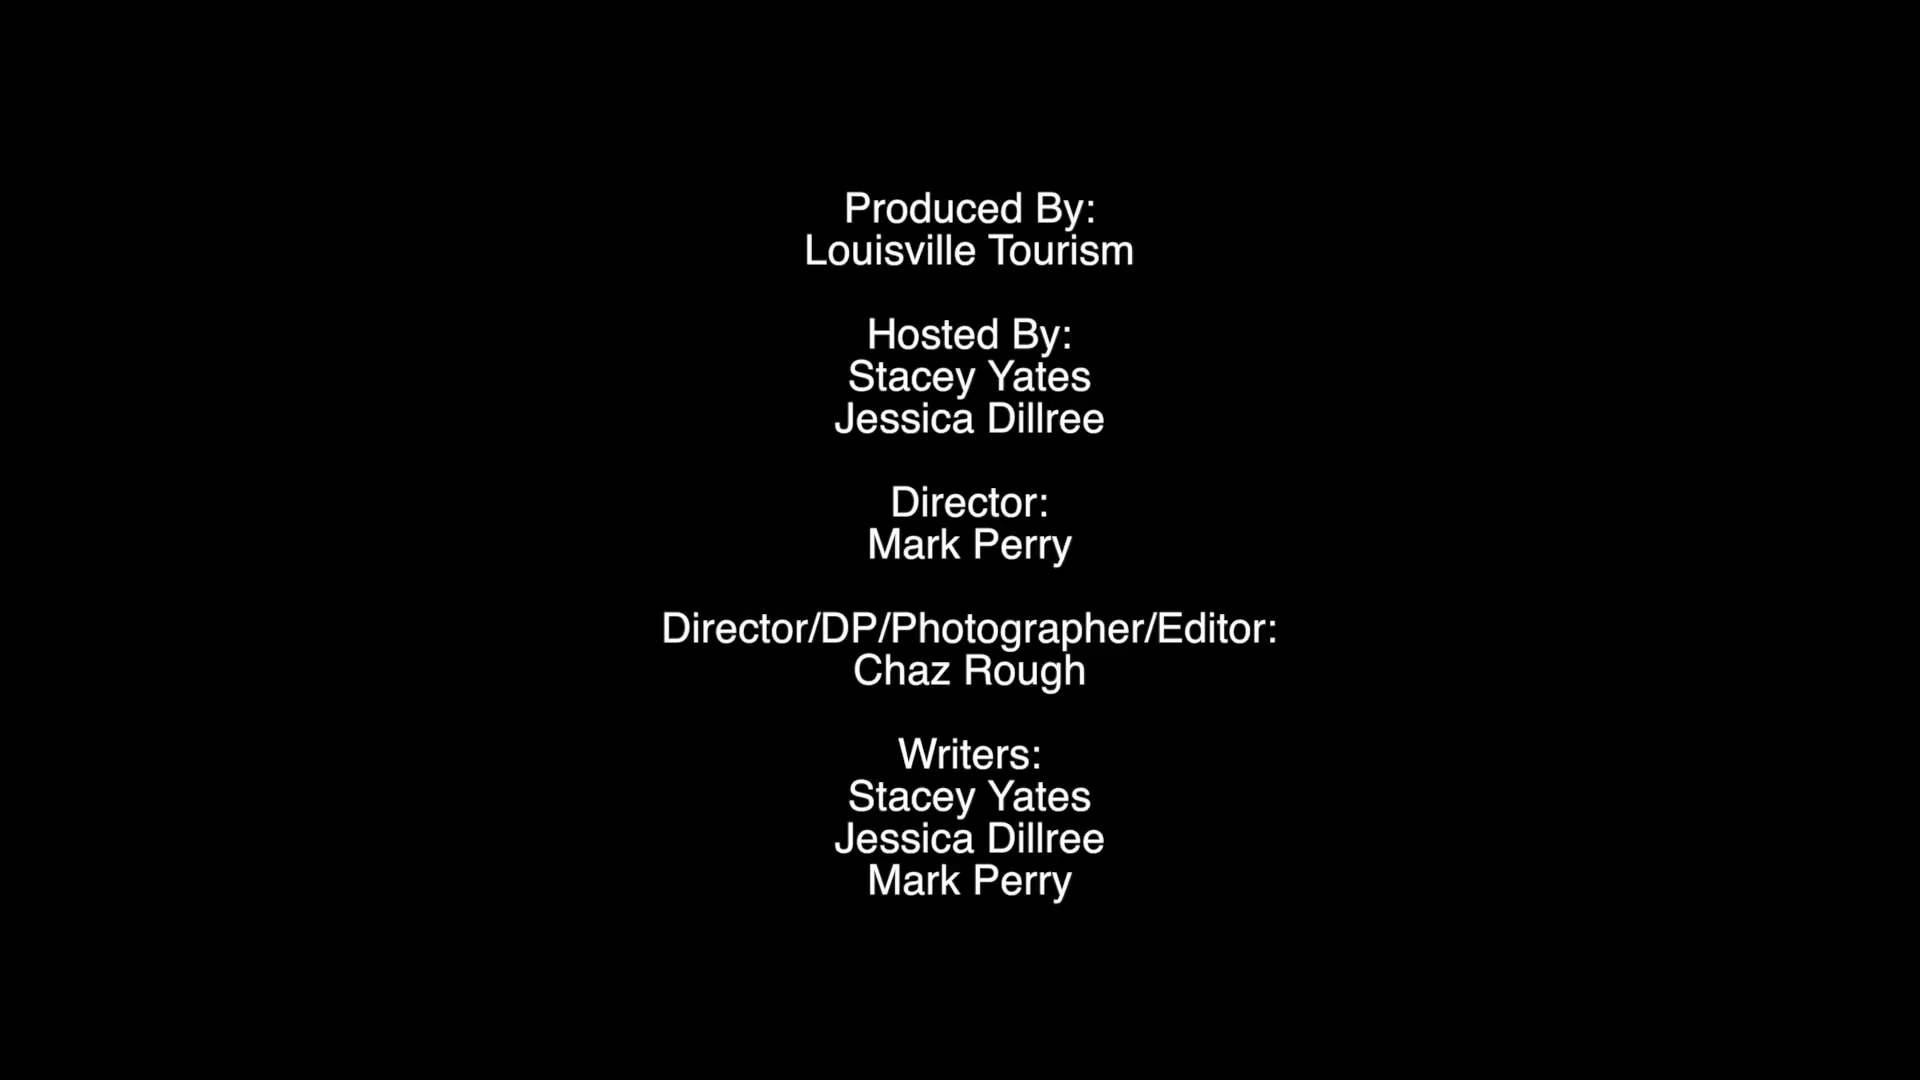 Produced By:
Louisville Tourism
Hosted By:
Stacey Yates
Jessica Dillree
Director:
Mark Perry
Director/DP/Photographer/Editor:
Chaz Rough
Writers:
Stacey Yates
Jessica Dillree
Mark Perry